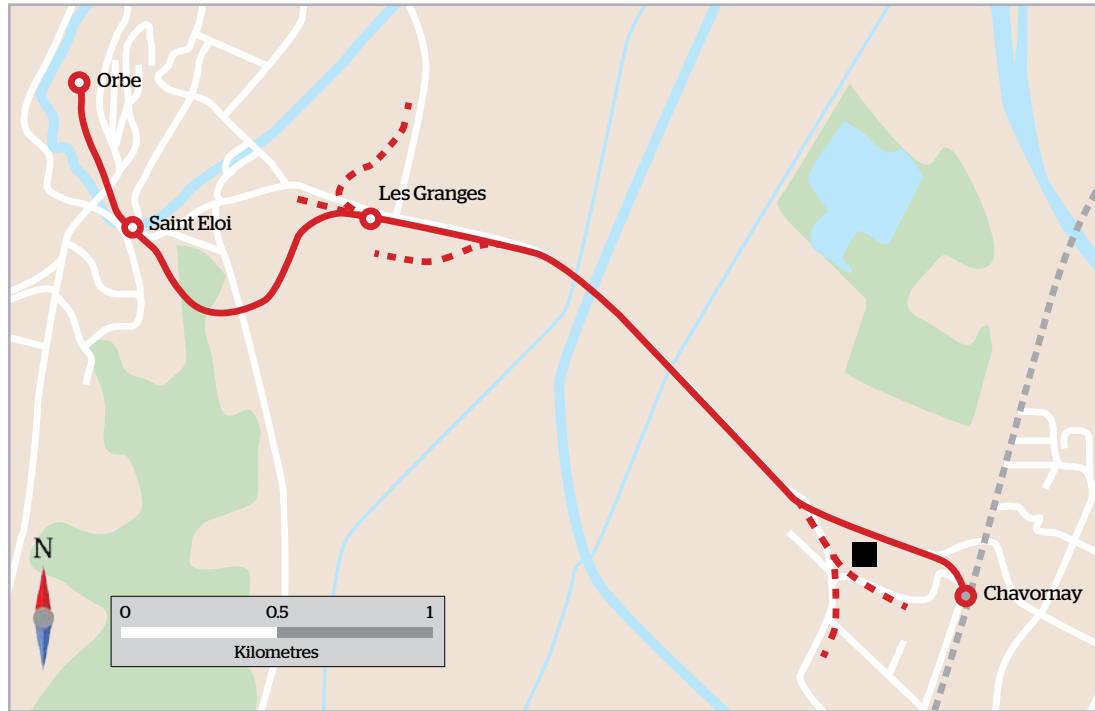 Orbe
Les Granges
Saint Eloi
N
0 0.5 1
Kilometres
Chavornay